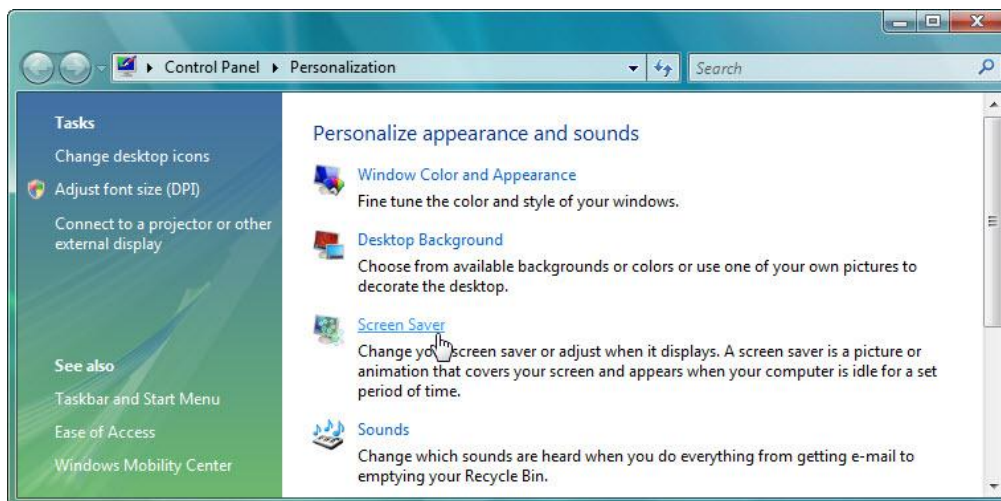 Control Panel Personalization Search
Tasks
Change desktop icons
Adjust font size (DPI)
Connect to a projector or other
external display
See also
Taskbar and Start Menu
Ease of Access
Windows Mobility Center
Personalize appearance and sounds
Window Color and Appearance
Fine tune the color and style of your windows.
Desktop Background
Choose from available backgrounds or colors or use one of your own pictures to
decorate the desktop.
Screen Saver
Change your screen saver or adjust when it displays. A screen saver is a picture or
animation that covers your screen and appears when your computer is idle for a set
period of time.
Sounds
Change which sounds are heard when you do everything from getting e-mail to
emptying your Recycle Bin.